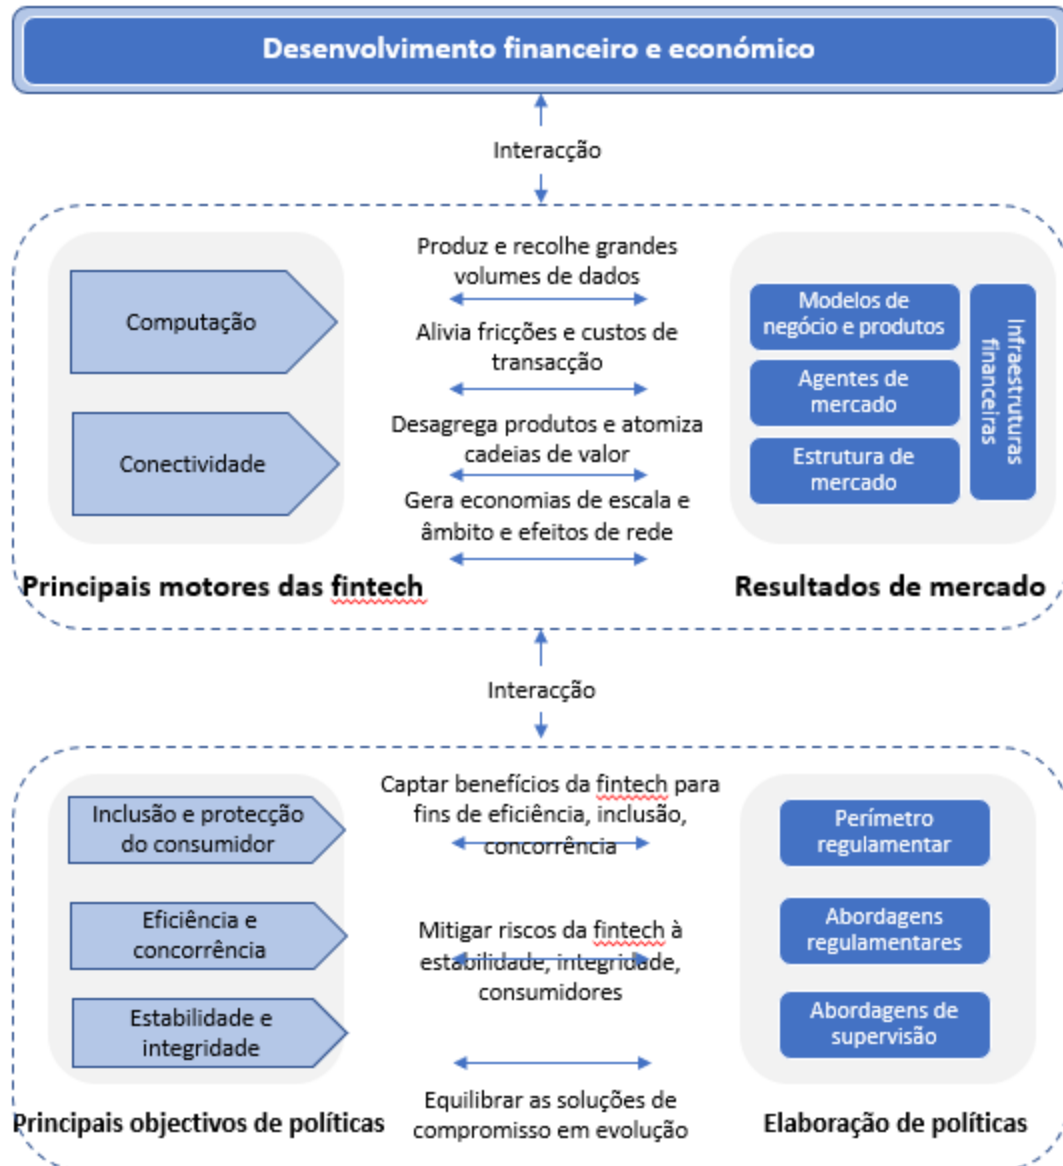 Desenvolvimento financeiro e económico
Interacção
Computação
Conectividade
Principais motores das fintech
Produz e recolhe grandes
volumes de dados
Alivia fricções e custos de
transacção
Desagrega produtos e atomiza
cadeias de valor
Gera economias de escala e
âmbito e efeitos de rede
Modelos de
negócio e produtos
Agentes de
mercado
Estrutura de
mercado
Infraestruturas
financeiras
Resultados de mercado
Interacção
Inclusão e protecção
do consumidor
Eficiência e
concorrência
Estabilidade e
integridade
Principais objectivos de políticas
Captar benefícios da fintech para
fins de eficiência, inclusão,
concorrência
Mitigar riscos da fintech à
estabilidade, integridade,
consumidores
Equilibrar as soluções de
compromisso em evolução
Perímetro
regulamentar
Abordagens
regulamentares
Abordagens de
supervisão
Elaboração de políticas